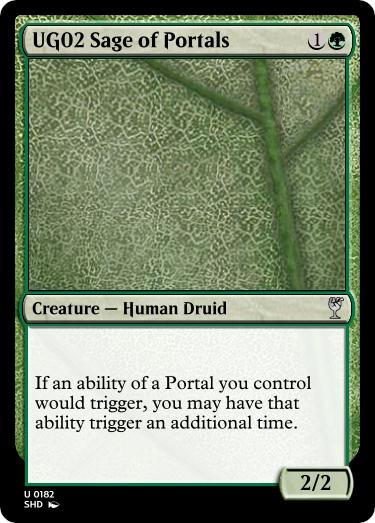 UG02 Sage of Portals 1
Creature — Human Druid
If an ability of a Portal you control
would trigger, you may have that
ability trigger an additional time.
2/2
U 0182
SHD